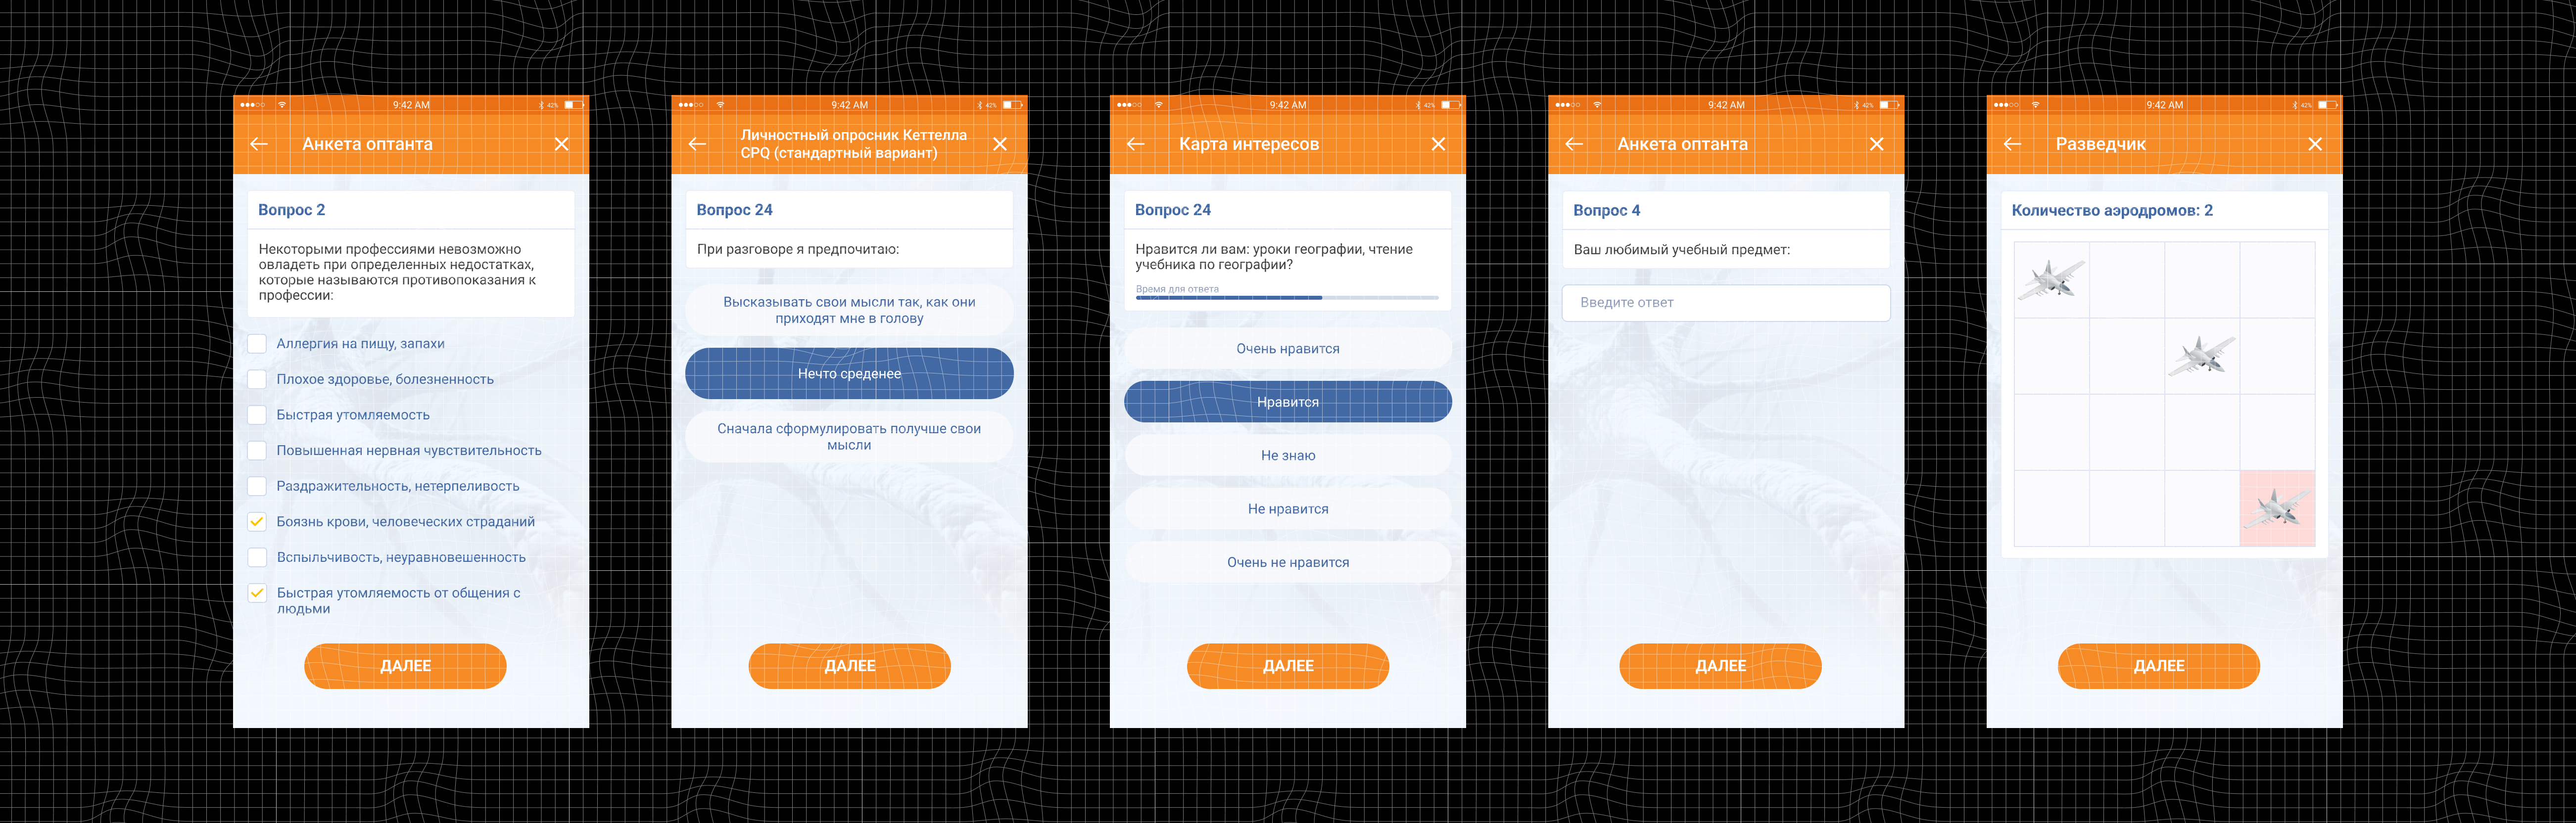 9:42 AM
42%
Анкета оптанта
Вопрос 2
Некоторыми профессиями невозможно
овладеть при определенных недостатках,
которые называются противопоказания к
профессии:
Аллергия на пищу, запахи
Плохое здоровье, болезненность
Быстрая утомляемость
Повышенная нервная чувствительность
Раздражительность, нетерпеливость
Боязнь крови, человеческих страданий
Вспыльчивость, неуравновешенность
Быстрая утомляемость от общения с
людьми
ДАЛЕЕ
9:42 AM
42%
Личностный опросник Кеттелла
CPQ (стандартный вариант)
Вопрос 24
При разговоре я предпочитаю:
Высказывать свои мысли так, как они
приходят мне в голову
Нечто среденее
Сначала сформулировать получше свои
мысли
ДАЛЕЕ
9:42 AM
42%
Карта интересов
Вопрос 24
Нравится ли вам: уроки географии, чтение
учебника по географии?
Время для ответа
Очень нравится
Нравится
Не знаю
Не нравится
Очень не нравится
ДАЛЕЕ
9:42 AM
42%
Анкета оптанта
Вопрос 4
Ваш любимый учебный предмет:
Введите ответ
ДАЛЕЕ
9:42 AM
42%
Разведчик
Количество аэродромов: 2
ДАЛЕЕ